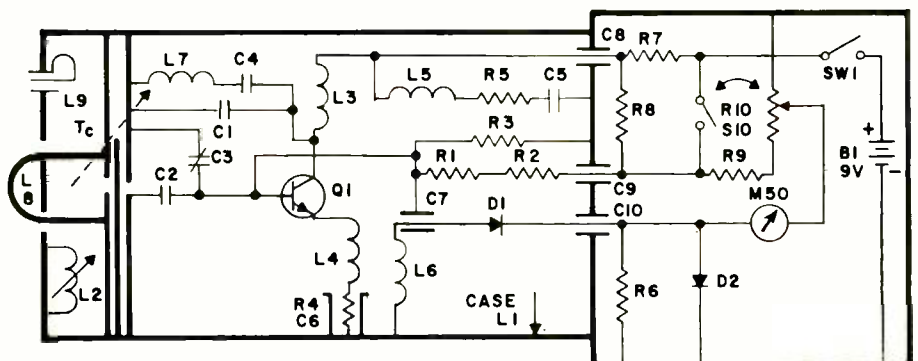 C8
R7
L7
C4
L9
SW1
L3
L5
R5
C5
TC
C1
R8
R10
S10
R3
C3
B1
9V
+
-
R1
R2
R9
L8
C2
C9
M50
Q1
C7
D1
C10
L2
L4
L6
R6
D2
R4
C6
CASE
L1